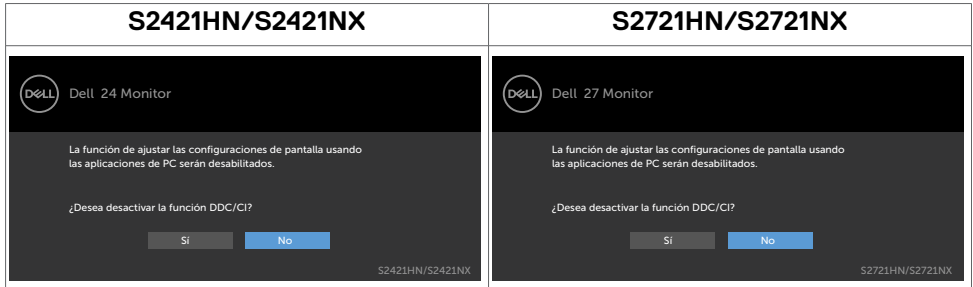 S2421HN/S2421NX
S2721HN/S2721NX
DELL Dell 24 Monitor
La función de ajustar las configuraciones de pantalla usando
las aplicaciones de PC serán desabilitados.
¿Desea desactivar la función DDC/CI?
Sí No
S2421HN/S2421NX
DELL Dell 27 Monitor
La función de ajustar las configuraciones de pantalla usando
las aplicaciones de PC serán desabilitados.
¿Desea desactivar la función DDC/CI?
Sí No
S2721HN/S2721NX